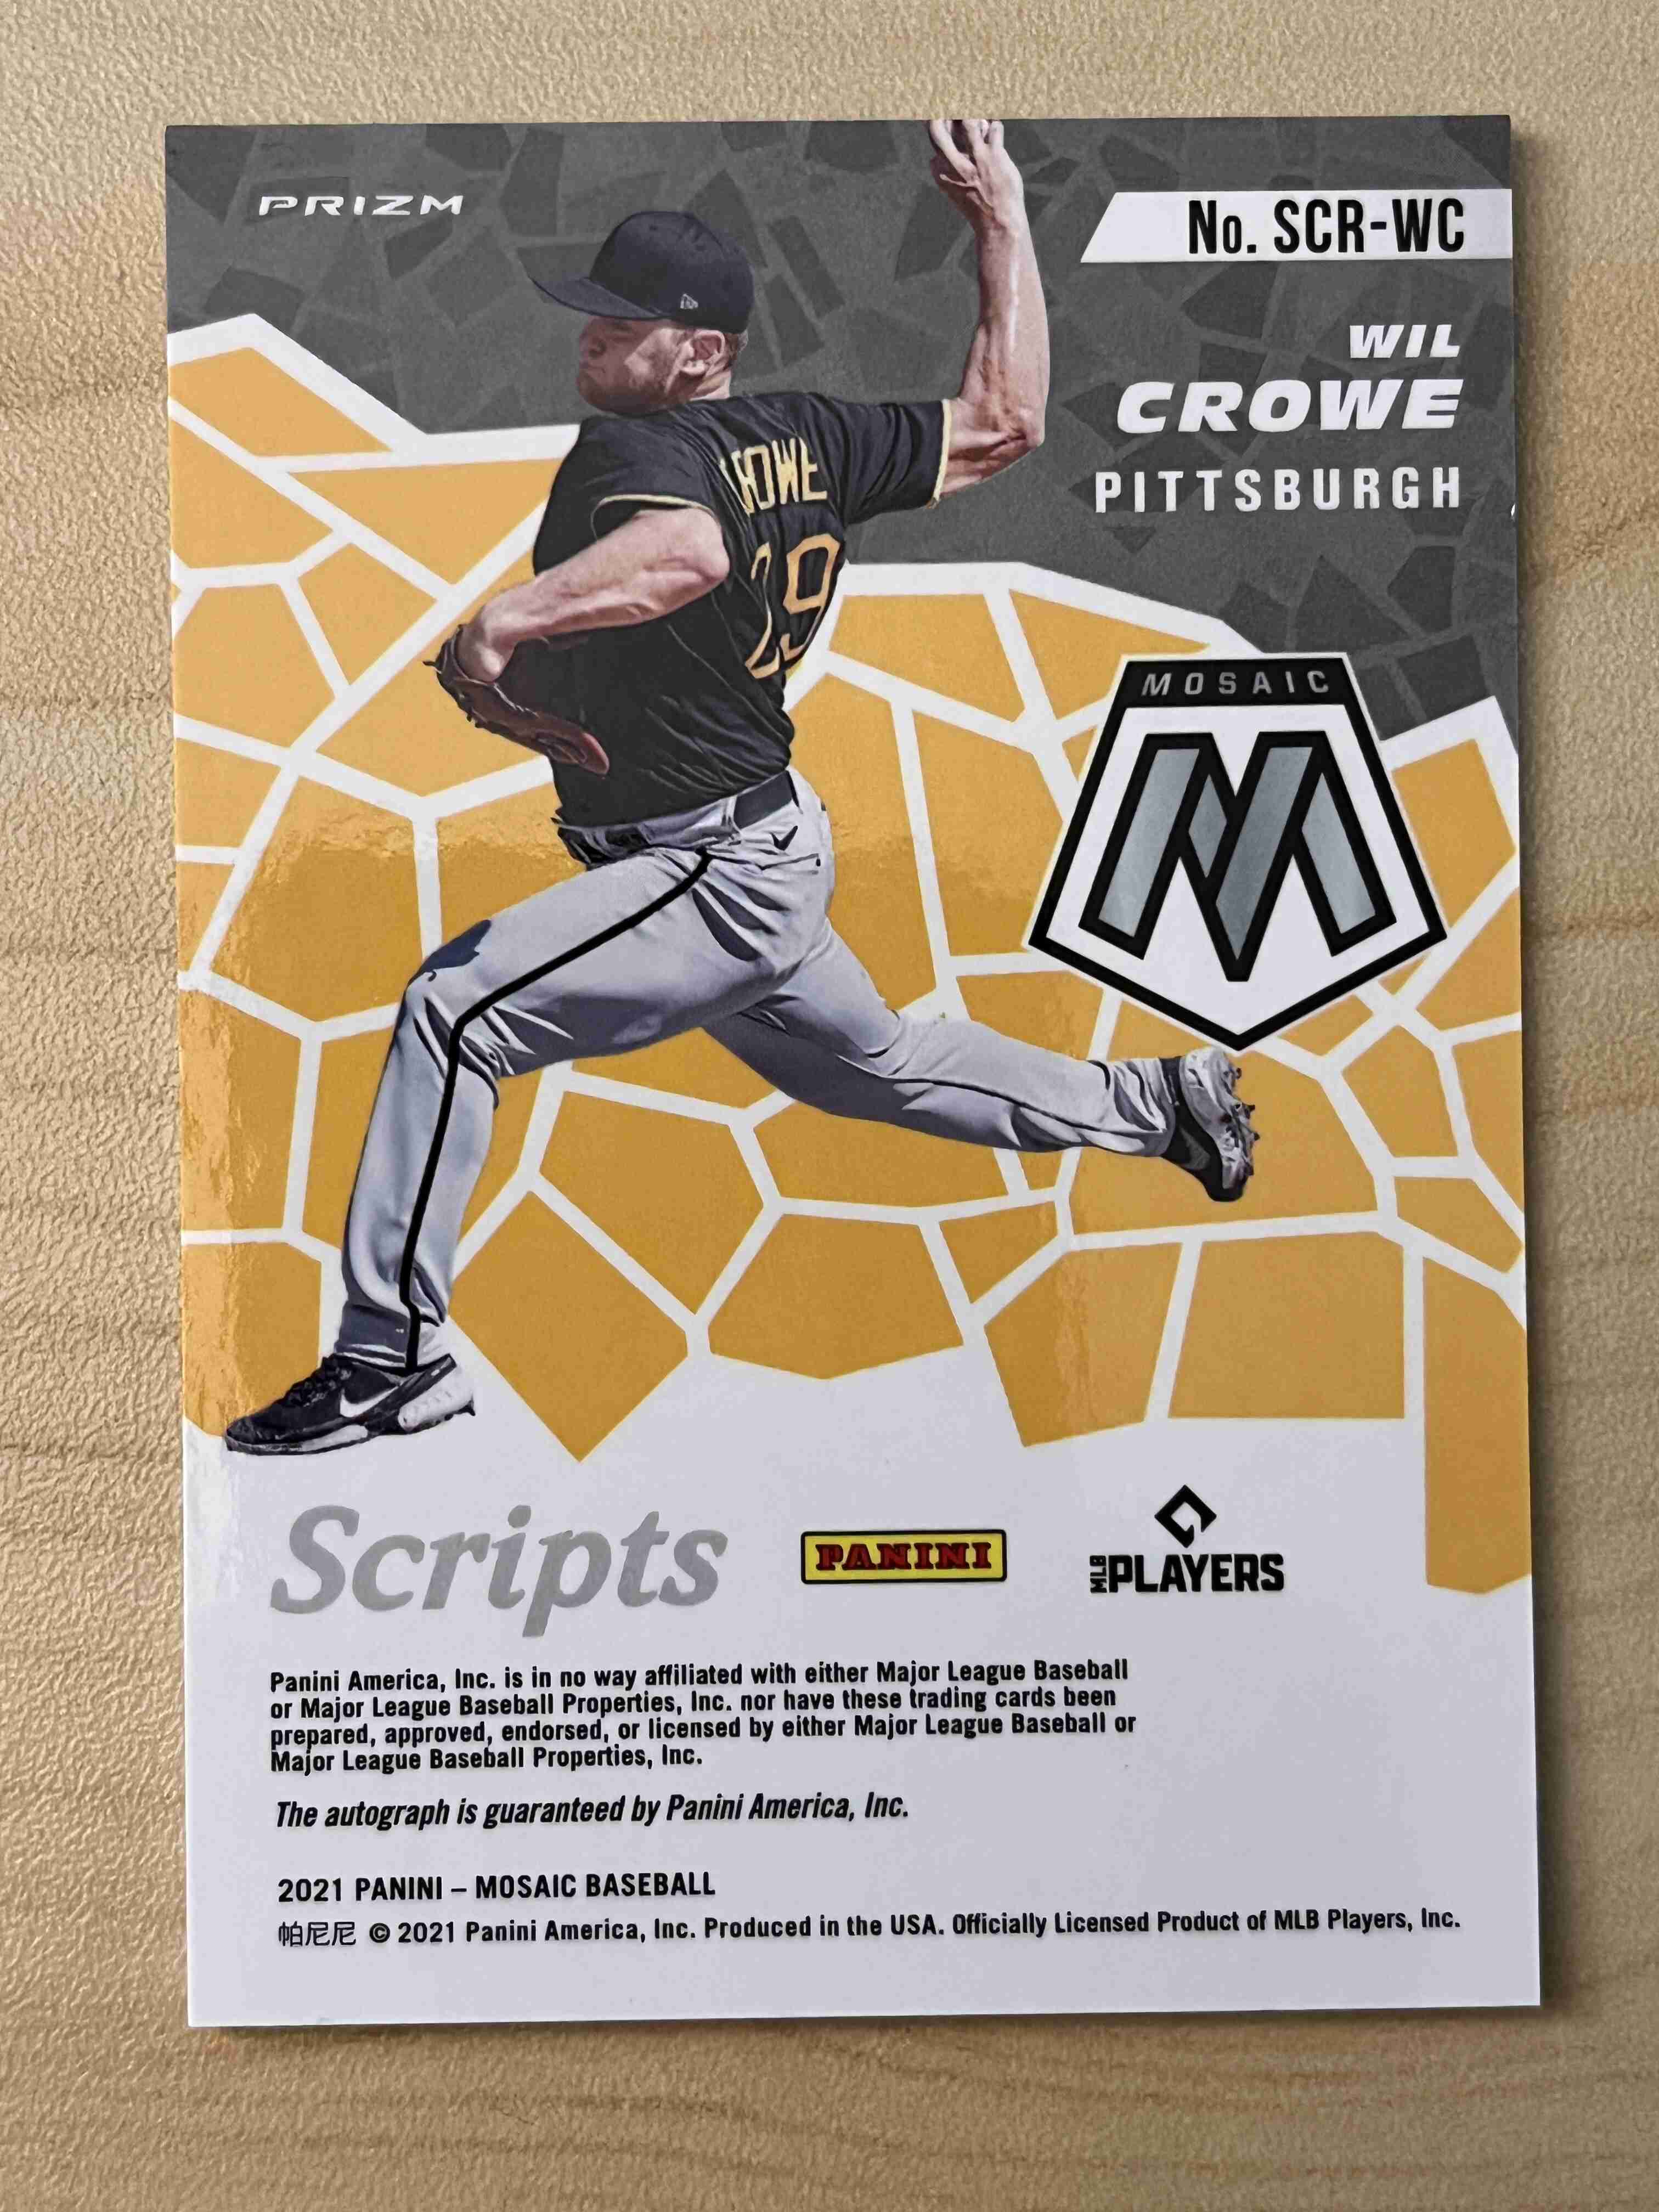 PRIZM
No. SCR-WC
WIL
CROWE
PITTSBURGH
29
MOSAIC
M
Scripts
PANINI
MLB PLAYERS
Panini America, Inc. is in no way affiliated with either Major League Baseball
or Major League Baseball Properties, Inc. nor have these trading cards been
prepared, approved, endorsed, or licensed by either Major League Baseball or
Major League Baseball Properties, Inc.
The autograph is guaranteed by Panini America, Inc.
2021 PANINI – MOSAIC BASEBALL
帕尼尼 © 2021 Panini America, Inc. Produced in the USA. Officially Licensed Product of MLB Players, Inc.